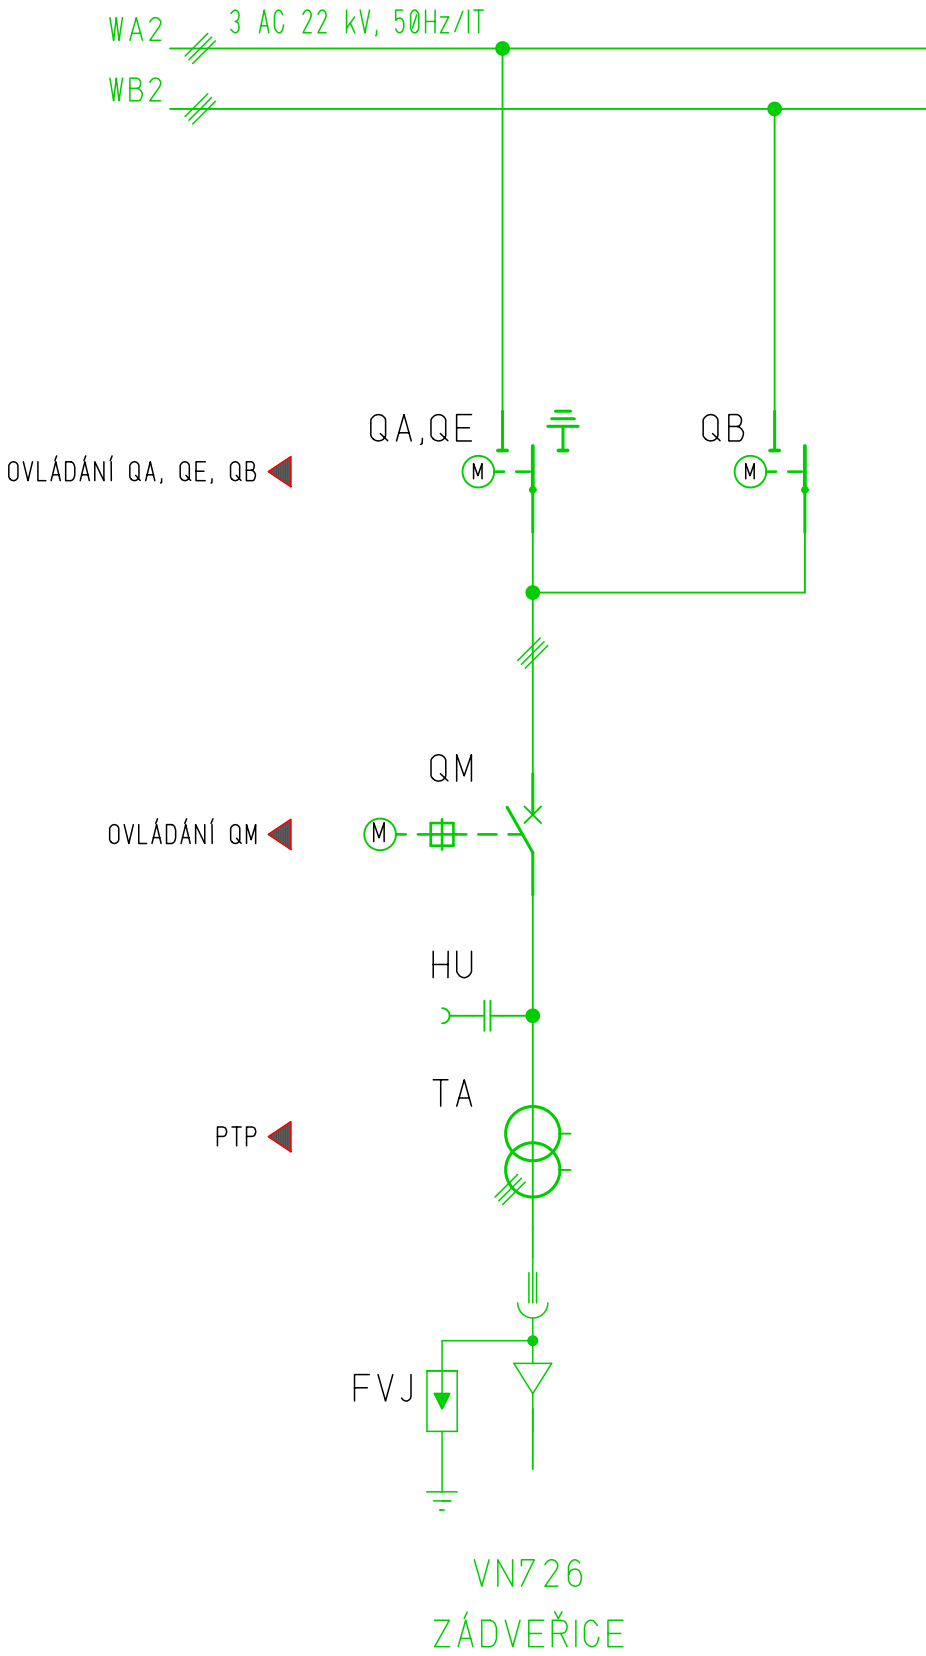 WA2
3 AC 22 kV, 50Hz/IT
WB2
QA,QE
QB
OVLÁDÁNÍ QA, QE, QB
M
M
QM
OVLÁDÁNÍ QM
M
HU
TA
PTP
FVJ
VN726
ZÁDVEŘICE